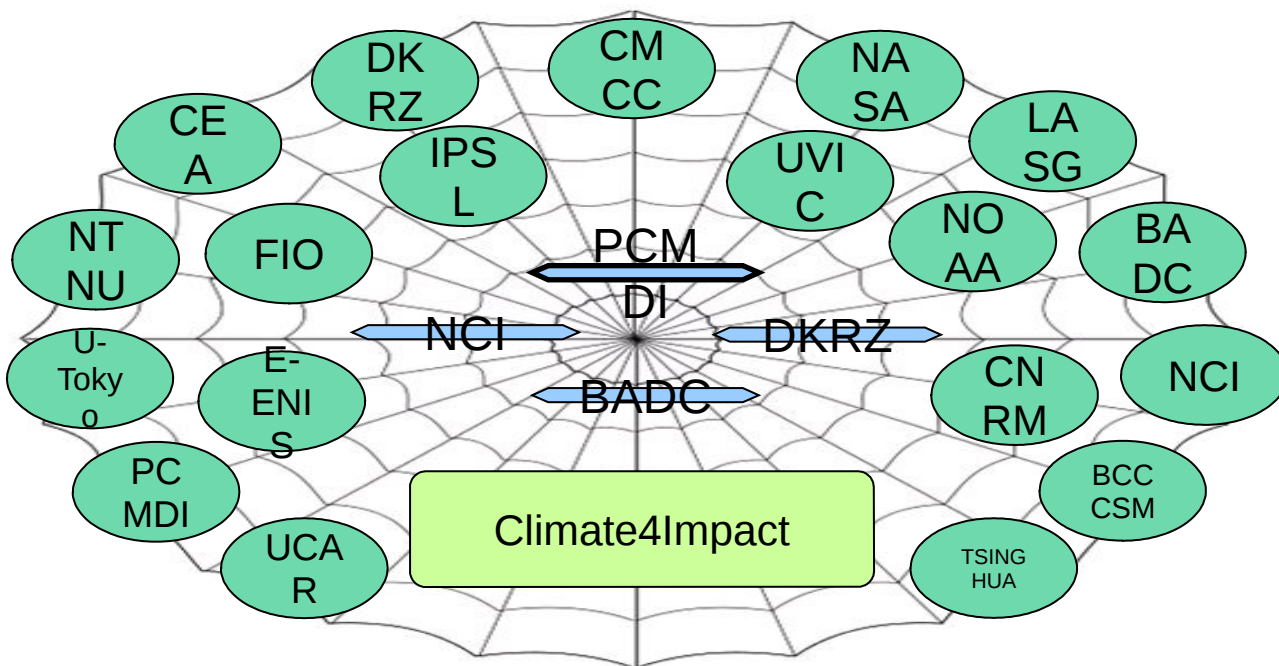 DK
RZ
CM
CC
NA
SA
CE
A
IPS
L
UVI
C
LA
SG
NT
NU
FIO
PCM
DI
NO
AA
BA
DC
NCI
DKRZ
U-
Toky
o
E-
ENI
S
BADC
CN
RM
NCI
PC
MDI
BCC
CSM
UCA
R
Climate4Impact
TSING
HUA